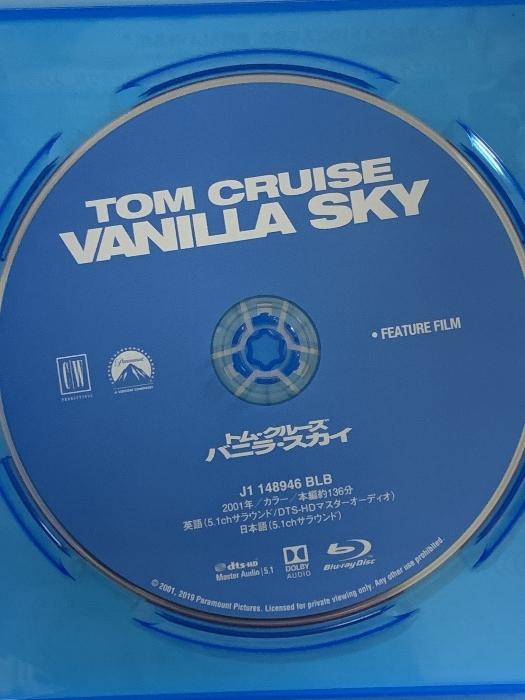 TOM CRUISE
VANILLA SKY
• FEATURE FILM
C/W
PRODUCTIONS
Paramount
A VIACOM COMPANY
トム・クルーズ
バニラ・スカイ
J1 148946 BLB
2001年/カラー/本編約136分
英語(5.1chサラウンド/DTS-HDマスターオーディオ)
日本語(5.1chサラウンド)
dts-HD
Master Audio | 5.1
DOLBY
AUDIO
Blu-ray Disc
© 2001, 2019 Paramount Pictures. Licensed for private viewing only. Any other use prohibited.